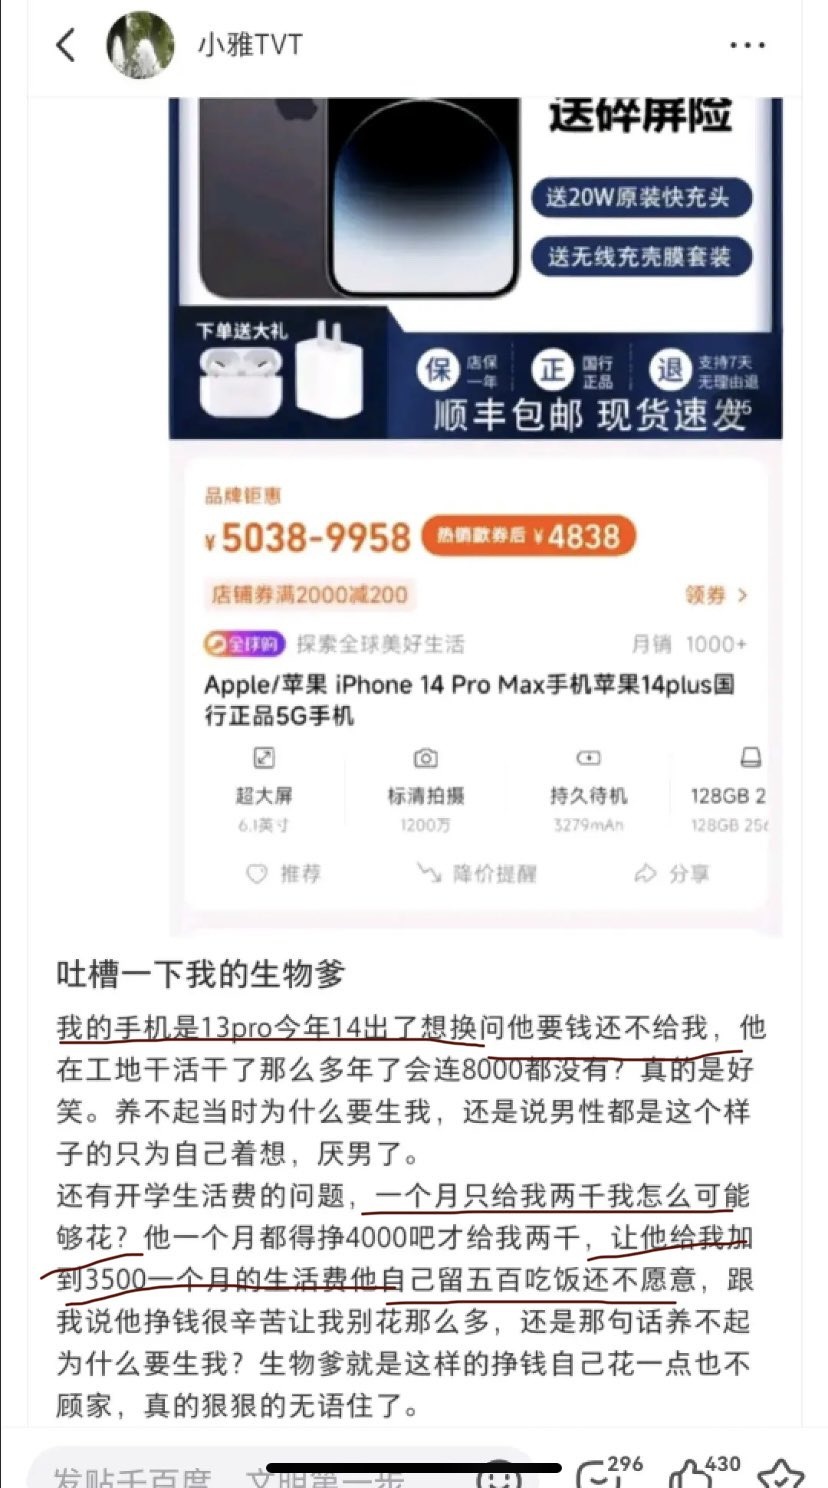 小雅TVT
送碎屏险
送20W原装快充头
送无线充壳膜套装
下单送大礼
保 店保一年
正 国行正品
退 支持7天无理由退
顺丰包邮 现货速发
品牌钜惠
¥5038-9958 热销款券后 ¥4838
店铺券满2000减200 领券 >
全球购 探索全球美好生活 月销 1000+
Apple/苹果 iPhone 14 Pro Max手机苹果14plus国
行正品5G手机
超大屏 标清拍摄 持久待机 128GB 2
6.1英寸 1200万 3279mAh 128GB 256
推荐 降价提醒 分享
吐槽一下我的生物爹
我的手机是13pro今年14出了想换问他要钱还不给我，他
在工地干活干了那么多年了会连8000都没有？真的是好
笑。养不起当时为什么要生我，还是说男性都是这个样
子的只为自己着想，厌男了。
还有开学生活费的问题，一个月只给我两千我怎么可能
够花？他一个月都得挣4000吧才给我两千，让他给我加
到3500一个月的生活费他自己留五百吃饭还不愿意，跟
我说他挣钱很辛苦让我别花那么多，还是那句话养不起
为什么要生我？生物爹就是这样的挣钱自己花一点也不
顾家，真的狠狠的无语住了。
发贴千百度，文明第一步
296 430